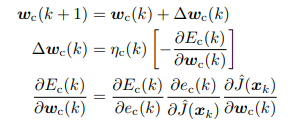 w_c(k + 1) = w_c(k) + Δw_c(k)
Δw_c(k) = η_c(k) [ −∂E_c(k)/∂w_c(k) ]
∂E_c(k)/∂w_c(k) = ∂E_c(k)/∂e_c(k) ∂e_c(k)/∂Ĵ(x_k) ∂Ĵ(x_k)/∂w_c(k)